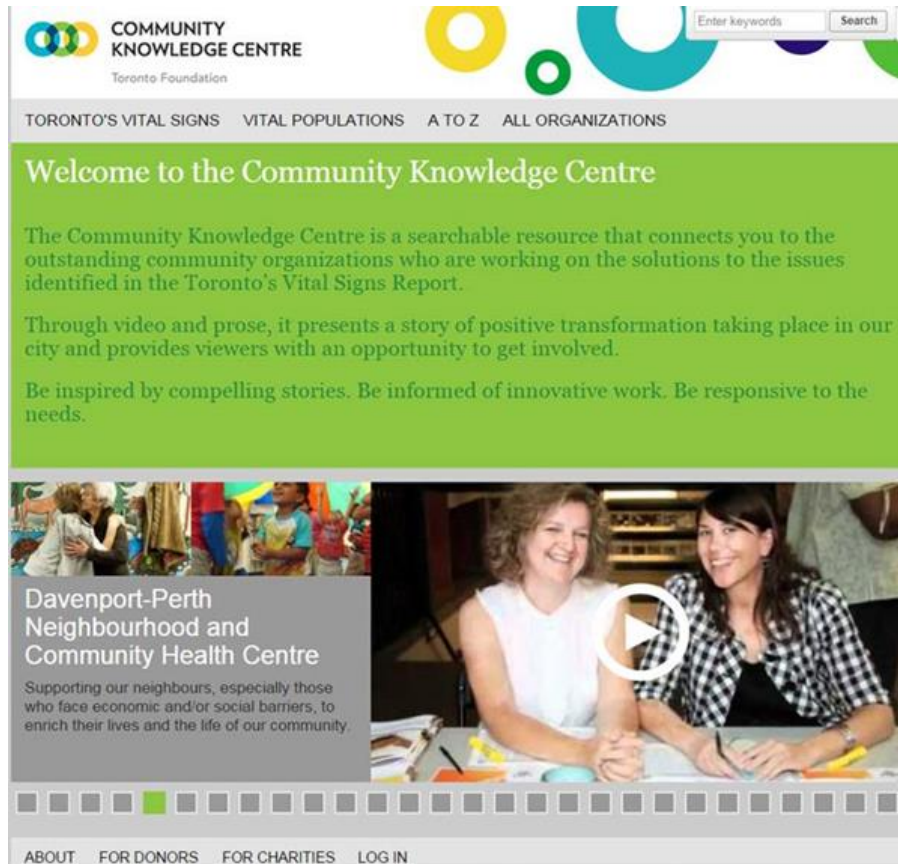 COMMUNITY
KNOWLEDGE CENTRE
Toronto Foundation
Enter keywords Search
TORONTO'S VITAL SIGNS VITAL POPULATIONS A TO Z ALL ORGANIZATIONS
Welcome to the Community Knowledge Centre
The Community Knowledge Centre is a searchable resource that connects you to the
outstanding community organizations who are working on the solutions to the issues
identified in the Toronto's Vital Signs Report.
Through video and prose, it presents a story of positive transformation taking place in our
city and provides viewers with an opportunity to get involved.
Be inspired by compelling stories. Be informed of innovative work. Be responsive to the
needs.
Davenport-Perth
Neighbourhood and
Community Health Centre
Supporting our neighbours, especially those
who face economic and/or social barriers, to
enrich their lives and the life of our community.
ABOUT FOR DONORS FOR CHARITIES LOG IN